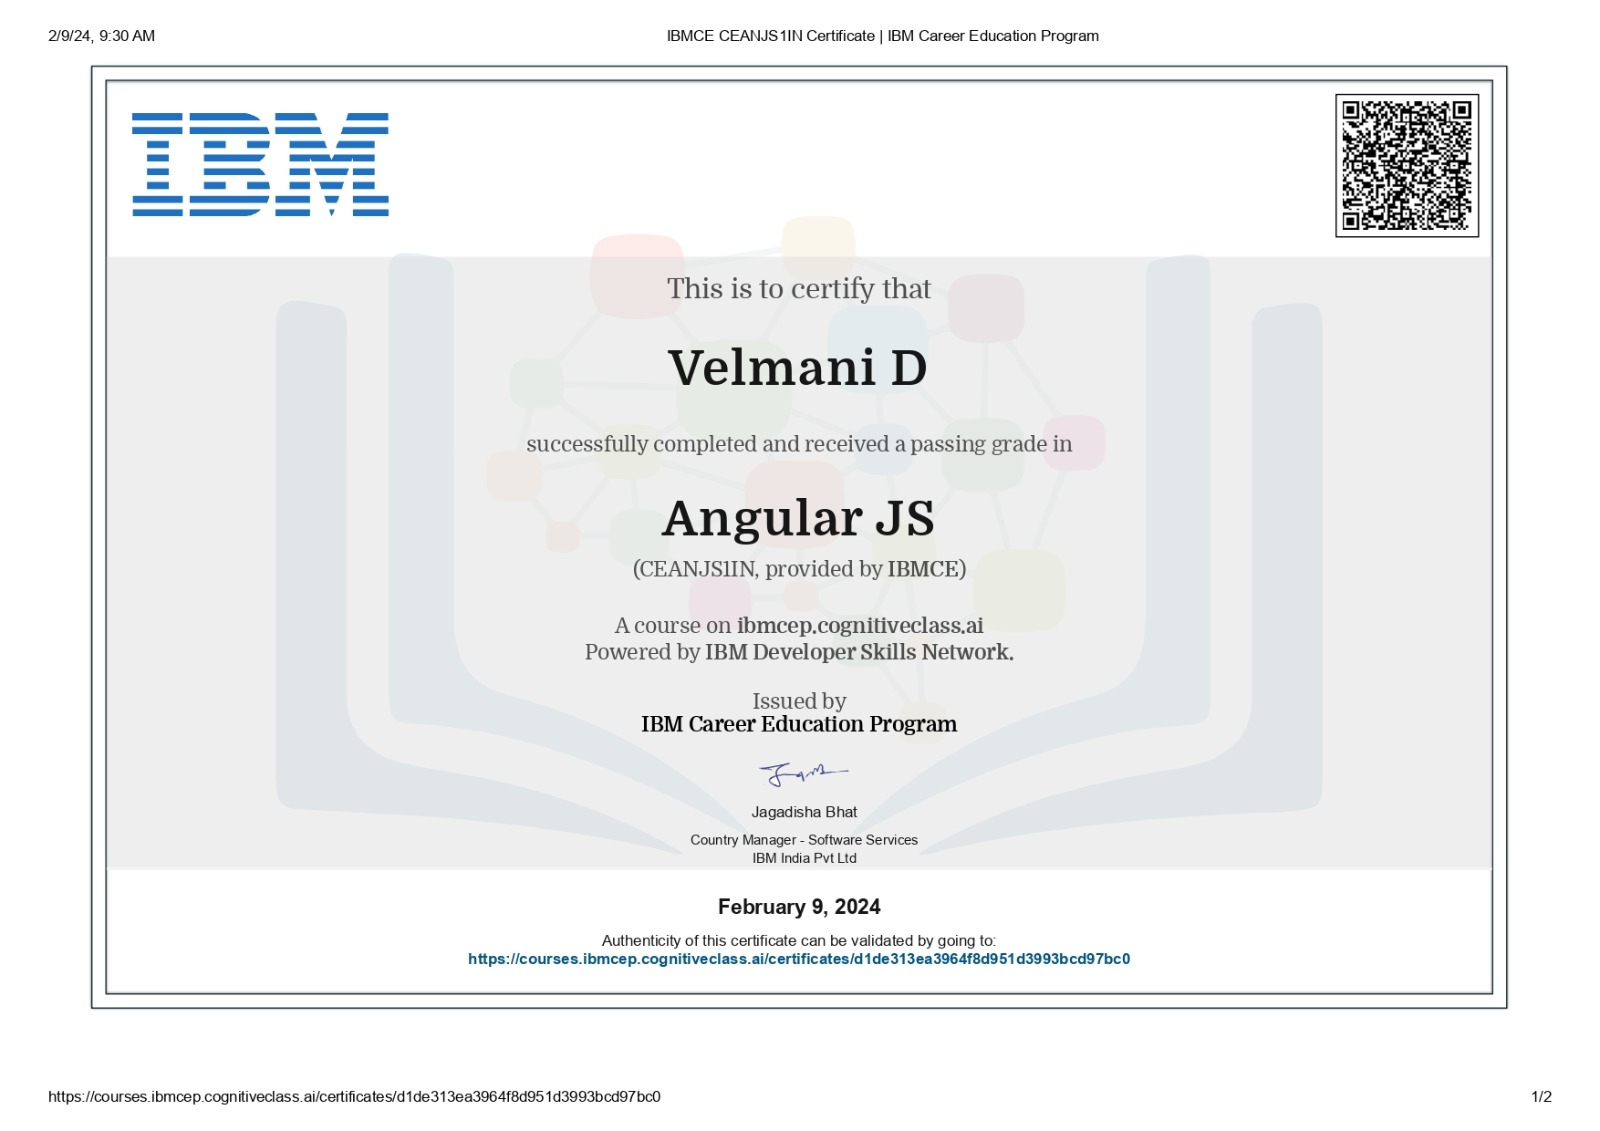 2/9/24, 9:30 AM
IBMCE CEANJS1IN Certificate | IBM Career Education Program
IBM
This is to certify that
Velmani D
successfully completed and received a passing grade in
Angular JS
(CEANJS1IN, provided by IBMCE)
A course on ibmcep.cognitiveclass.ai
Powered by IBM Developer Skills Network.
Issued by
IBM Career Education Program
Jagadisha Bhat
Country Manager - Software Services
IBM India Pvt Ltd
February 9, 2024
Authenticity of this certificate can be validated by going to:
https://courses.ibmcep.cognitiveclass.ai/certificates/d1de313ea3964f8d951d3993bcd97bc0
https://courses.ibmcep.cognitiveclass.ai/certificates/d1de313ea3964f8d951d3993bcd97bc0
1/2